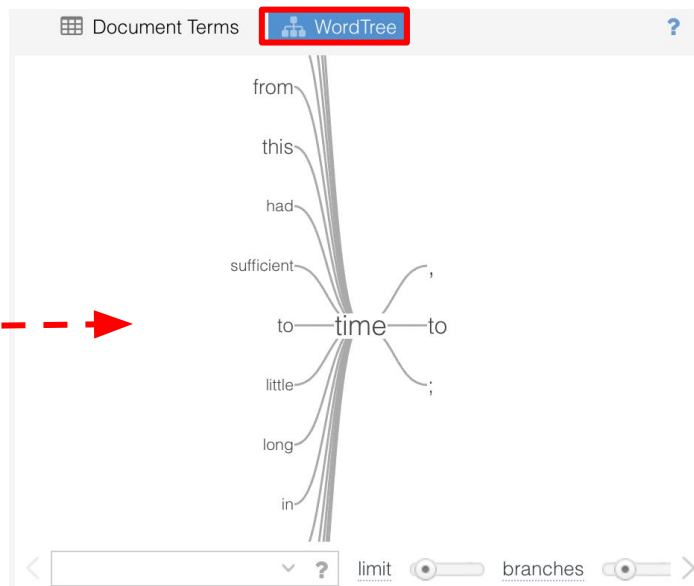 Document Terms WordTree ?
from
this
had
sufficient ,
to time to
little ;
long
in
? limit branches